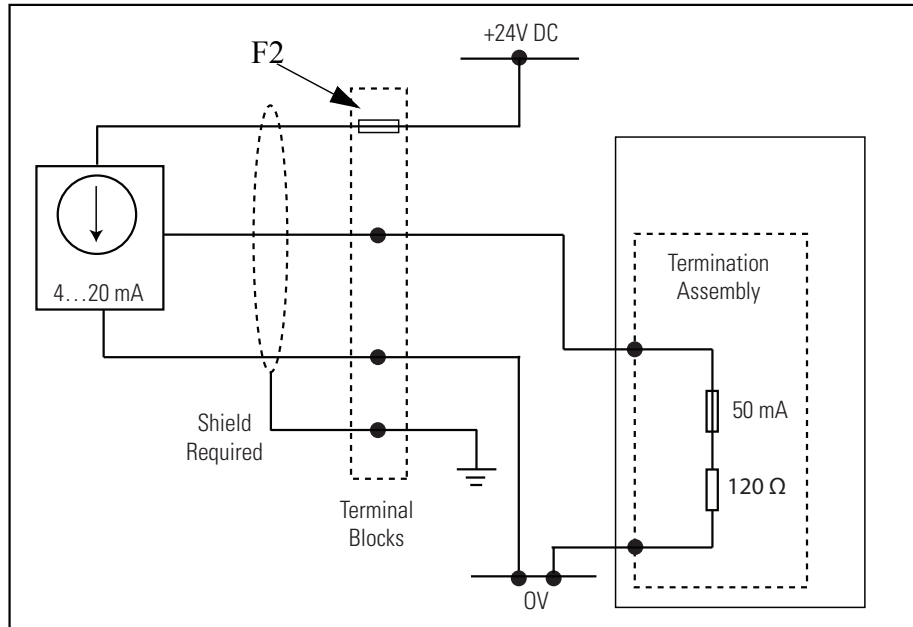 +24V DC
F2
4…20 mA
Termination
Assembly
50 mA
120 Ω
Shield
Required
Terminal
Blocks
0V